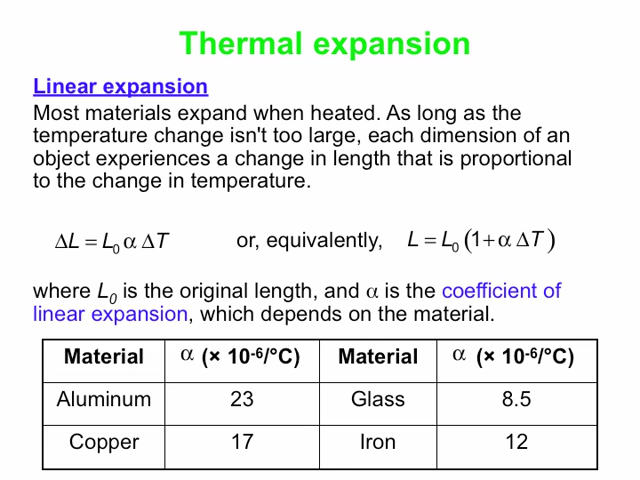 Thermal expansion
Linear expansion
Most materials expand when heated. As long as the
temperature change isn't too large, each dimension of an
object experiences a change in length that is proportional
to the change in temperature.
ΔL = L₀ α ΔT or, equivalently, L = L₀ (1+ α ΔT)
where L₀ is the original length, and α is the coefficient of
linear expansion, which depends on the material.
Material α (× 10⁻⁶/°C) Material α (× 10⁻⁶/°C)
Aluminum 23 Glass 8.5
Copper 17 Iron 12